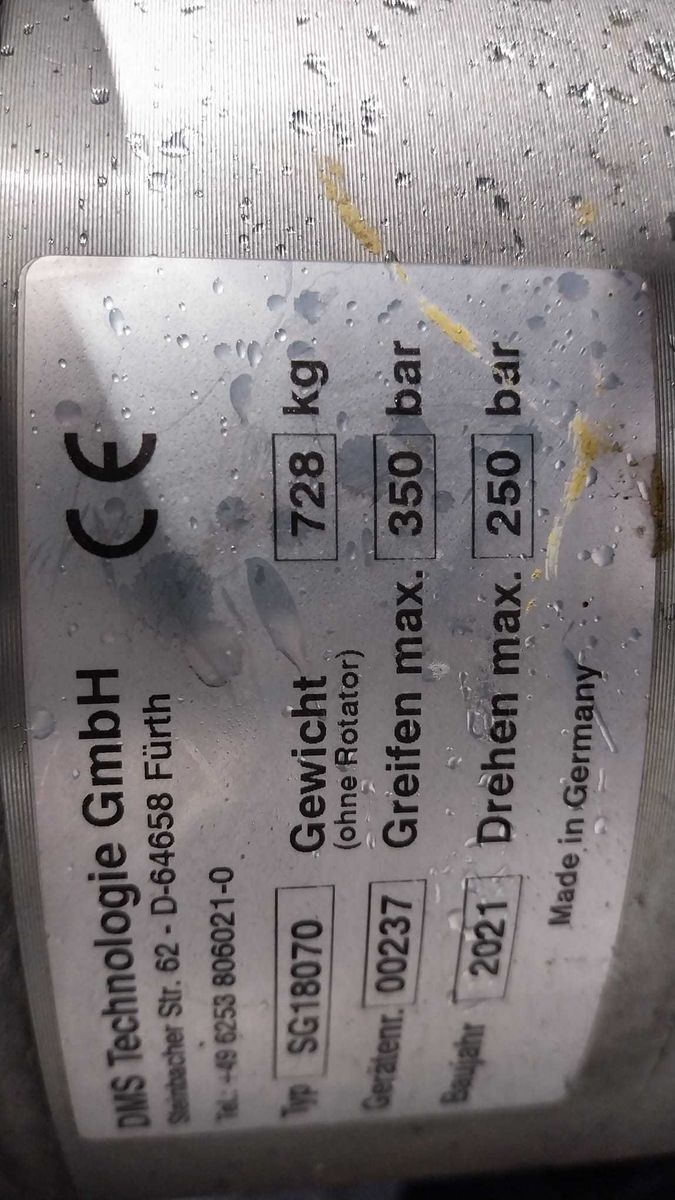 DMS Technologie GmbH CE
Steinbacher Str. 62 - D-64658 Fürth
Tel.: +49 6253 806021-0
Typ SG18070 Gewicht 728 kg
(ohne Rotator)
Gerätenr. 00237 Greifen max. 350 bar
Baujahr 2021 Drehen max. 250 bar
Made in Germany